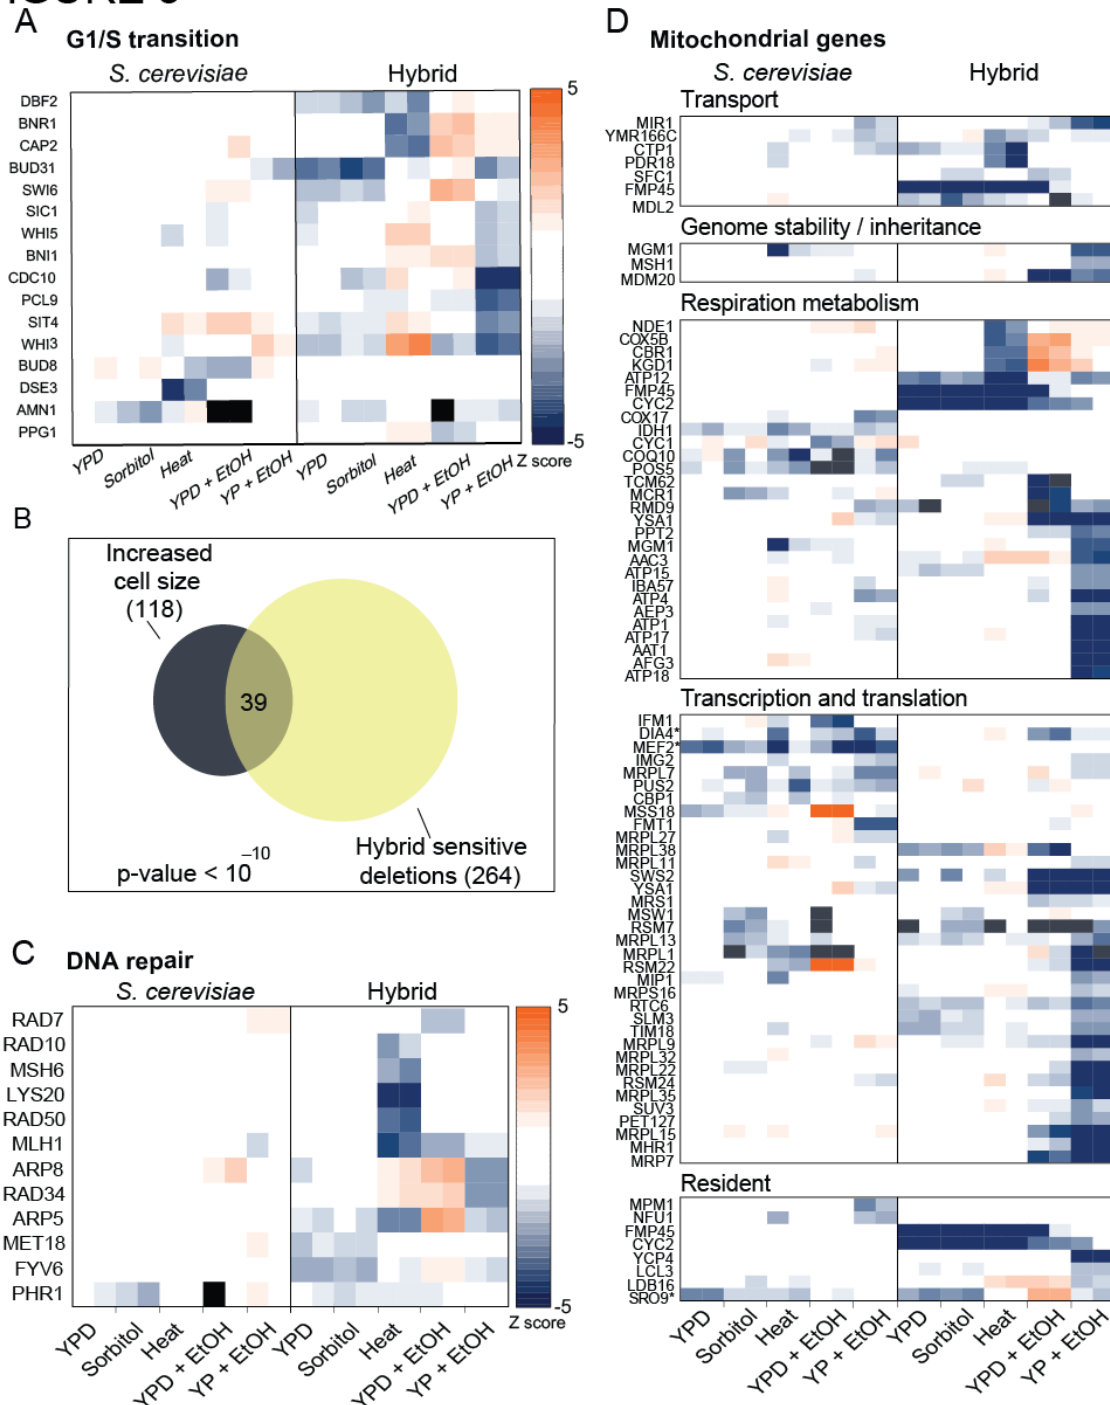 A
G1/S transition
S. cerevisiae Hybrid
DBF2
BNR1
CAP2
BUD31
SWI6
SIC1
WHI5
BNI1
CDC10
PCL9
SIT4
WHI3
BUD8
DSE3
AMN1
PPG1
YPD Sorbitol Heat YPD + EtOH YP + EtOH YPD Sorbitol Heat YPD + EtOH YP + EtOH
5
-5
Z score
B
Increased
cell size
(118)
39
Hybrid sensitive
deletions (264)
p-value < 10–10
C
DNA repair
S. cerevisiae Hybrid
RAD7
RAD10
MSH6
LYS20
RAD50
MLH1
ARP8
RAD34
ARP5
MET18
FYV6
PHR1
YPD Sorbitol Heat YPD + EtOH YP + EtOH YPD Sorbitol Heat YPD + EtOH YP + EtOH
5
-5
Z score
D
Mitochondrial genes
S. cerevisiae Hybrid
Transport
MIR1
YMR166C
CTP1
PDR18
SFC1
FMP45
MDL2
Genome stability / inheritance
MGM1
MSH1
MDM20
Respiration metabolism
NDE1
COX5B
CBR1
KGD1
ATP12
FMP45
CYC2
COX17
IDH1
CYC1
COQ10
POS5
TCM62
MCR1
RMD9
YSA1
PPT2
MGM1
AAC3
ATP15
IBA57
ATP4
AEP3
ATP1
ATP17
AAT1
AFG3
ATP18
Transcription and translation
IFM1
DIA4*
MEF2*
IMG2
MRPL7
PUS2
CBP1
MSS18
FMT1
MRPL27
MRPL38
MRPL11
SWS2
YSA1
MRS1
MSW1
RSM7
MRPL13
MRPL1
RSM22
MIP1
MRPS16
RTC6
SLM3
TIM18
MRPL9
MRPL32
MRPL22
RSM24
MRPL35
SUV3
PET127
MRPL15
MHR1
MRP7
Resident
MPM1
NFU1
FMP45
CYC2
YCP4
LCL3
LDB16
SRO9*
YPD Sorbitol Heat YPD + EtOH YP + EtOH YPD Sorbitol Heat YPD + EtOH YP + EtOH